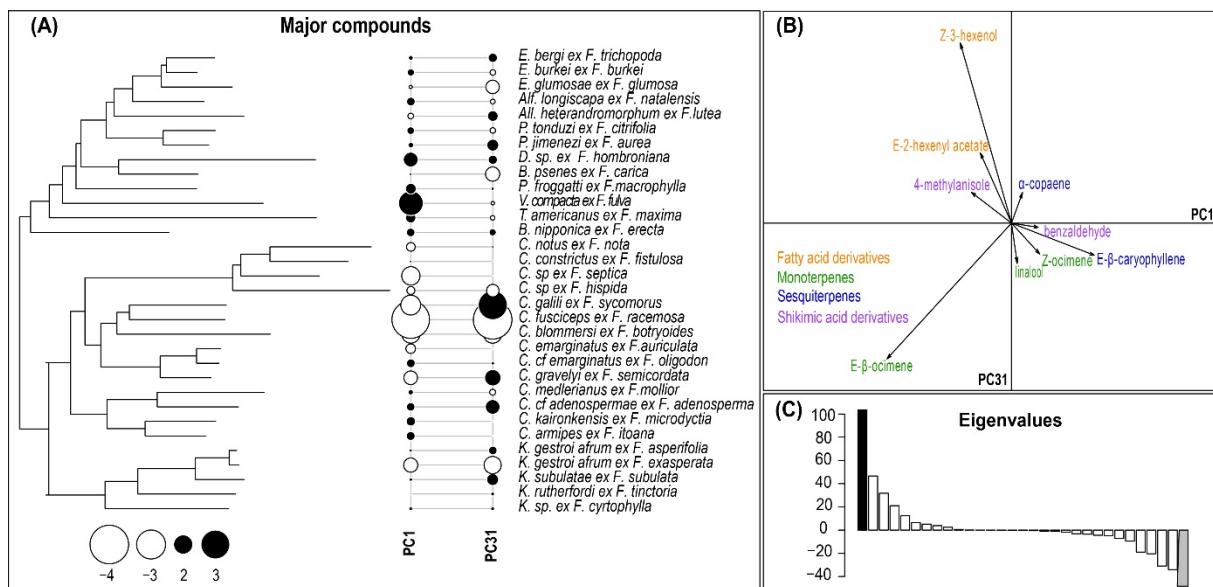 (A)
Major compounds
E. bergi ex F. trichopoda
E. burkei ex F. burkei
E. glumosae ex F. glumosa
Alf. longiscapa ex F. natalensis
All. heterandromorphum ex F.lutea
P. tonduzi ex F. citrifolia
P. jimenezi ex F. aurea
D. sp. ex F. hombroniana
B. psenes ex F. carica
P. froggatti ex F.macrophylla
V. compacta ex F. fulva
T. americanus ex F. maxima
B. nipponica ex F. erecta
C. notus ex F. nota
C. constrictus ex F. fistulosa
C. sp ex F. septica
C. sp ex F. hispida
C. galili ex F. sycomorus
C. fusciceps ex F. racemosa
C. blommersi ex F. botryoides
C. emarginatus ex F.auriculata
C. cf emarginatus ex F. oligodon
C. gravelyi ex F. semicordata
C. medlerianus ex F.mollior
C. cf adenospermae ex F. adenosperma
C. kaironkensis ex F. microdyctia
C. armipes ex F. itoana
K. gestroi afrum ex F. asperifolia
K. gestroi afrum ex F. exasperata
K. subulatae ex F. subulata
K. rutherfordi ex F. tinctoria
K. sp. ex F. cyrtophylla
PC1
PC31
−4
−3
2
3
(B)
Z-3-hexenol
E-2-hexenyl acetate
4-methylanisole
α-copaene
PC1
benzaldehyde
Z-ocimene
E-β-caryophyllene
linalool
Fatty acid derivatives
Monoterpenes
Sesquiterpenes
Shikimic acid derivatives
E-β-ocimene
PC31
(C)
Eigenvalues
100
80
60
40
20
0
−20
−40